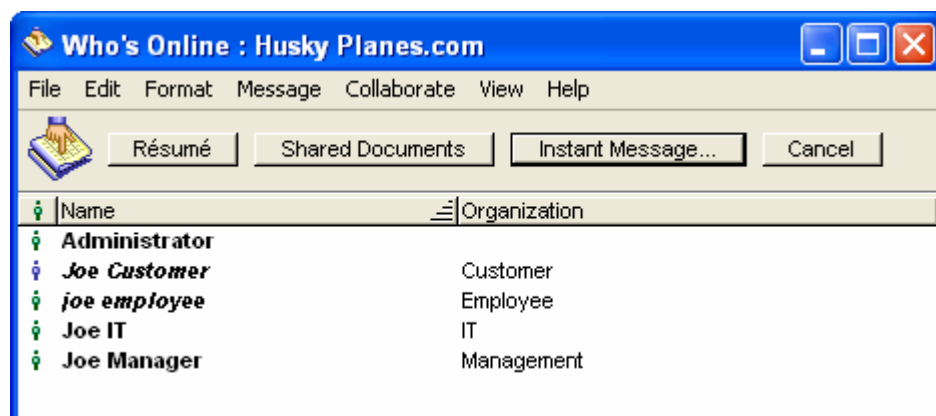 Who's Online : Husky Planes.com
File Edit Format Message Collaborate View Help
Résumé Shared Documents Instant Message... Cancel
Name Organization
Administrator
Joe Customer Customer
joe employee Employee
Joe IT IT
Joe Manager Management